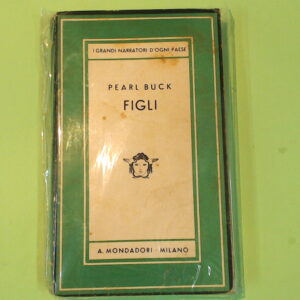 I GRANDI NARRATORI D'OGNI PAESE
PEARL BUCK
FIGLI
A. MONDADORI - MILANO